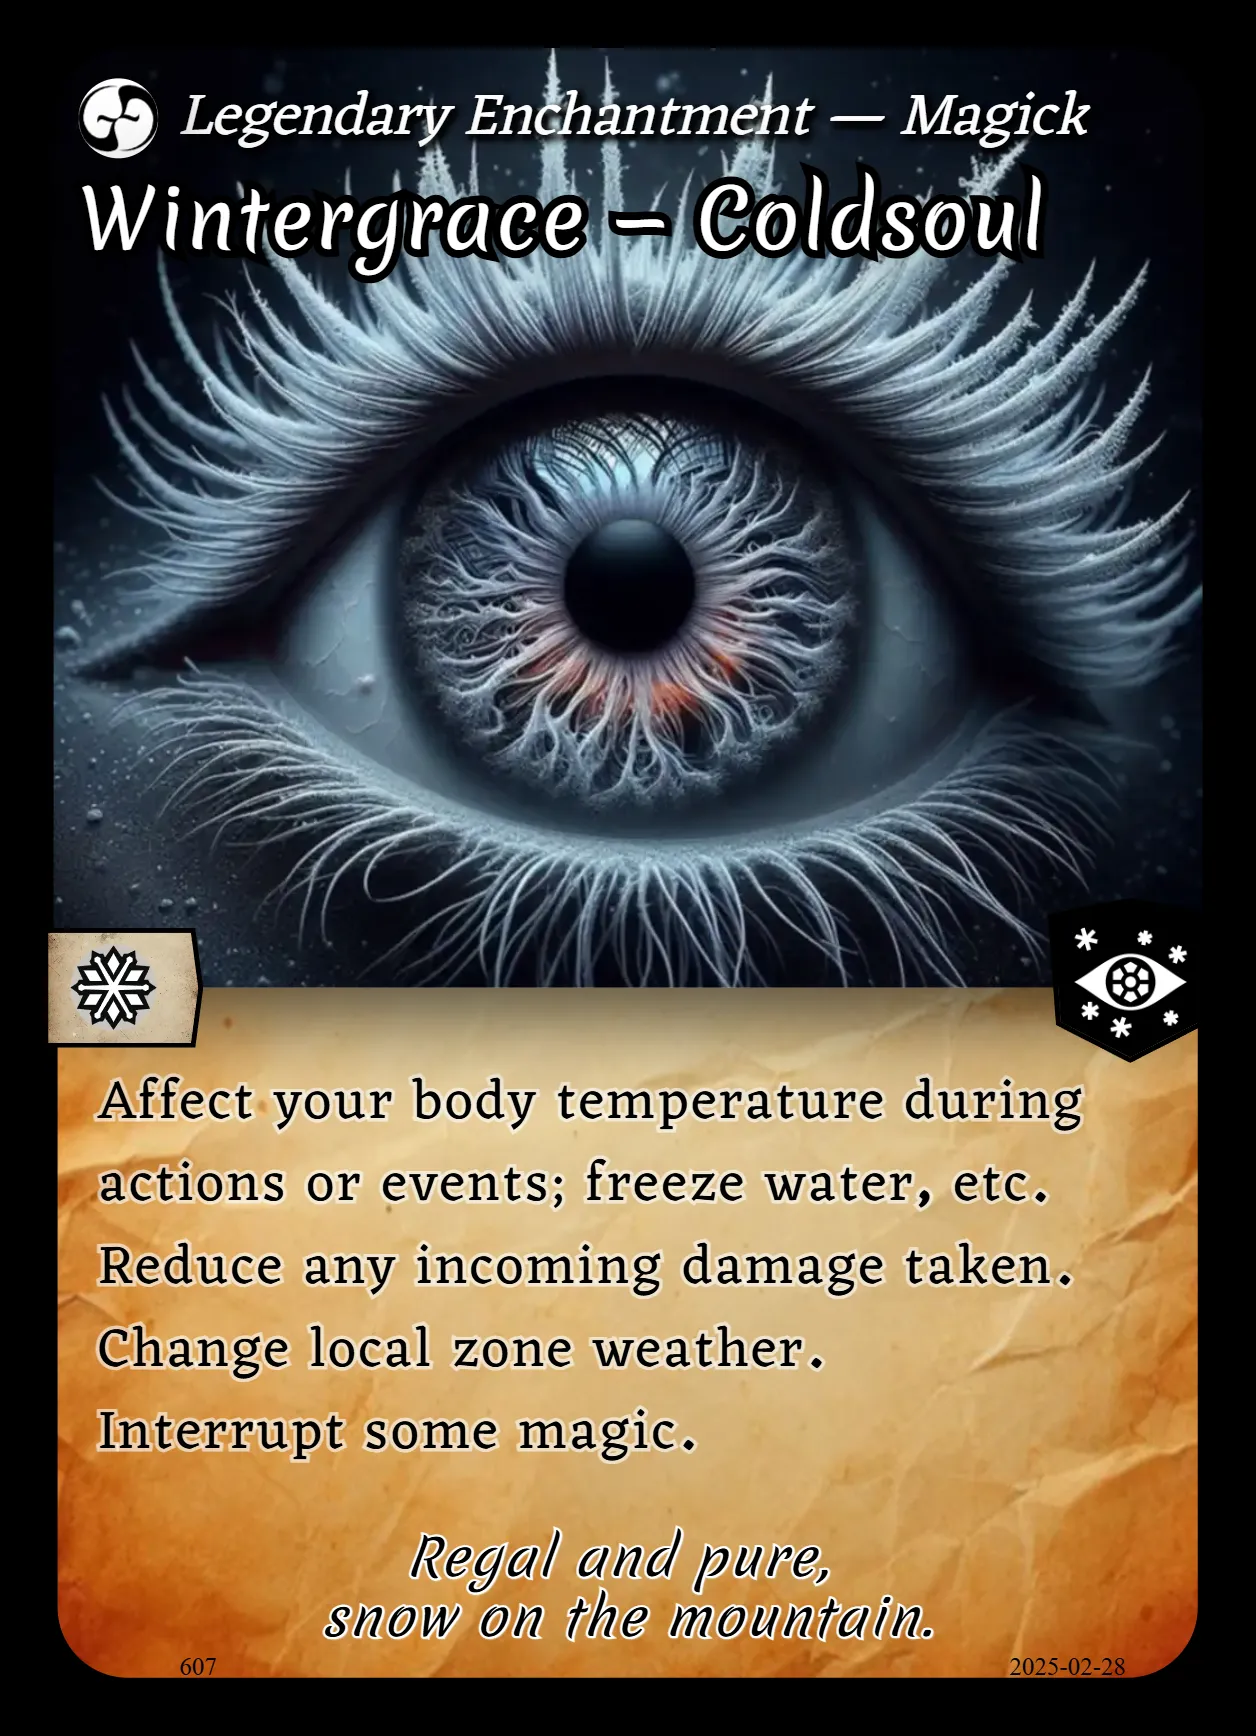 Legendary Enchantment — Magick
Wintergrace – Coldsoul
Affect your body temperature during
actions or events; freeze water, etc.
Reduce any incoming damage taken.
Change local zone weather.
Interrupt some magic.
Regal and pure,
snow on the mountain.
607
2025-02-28